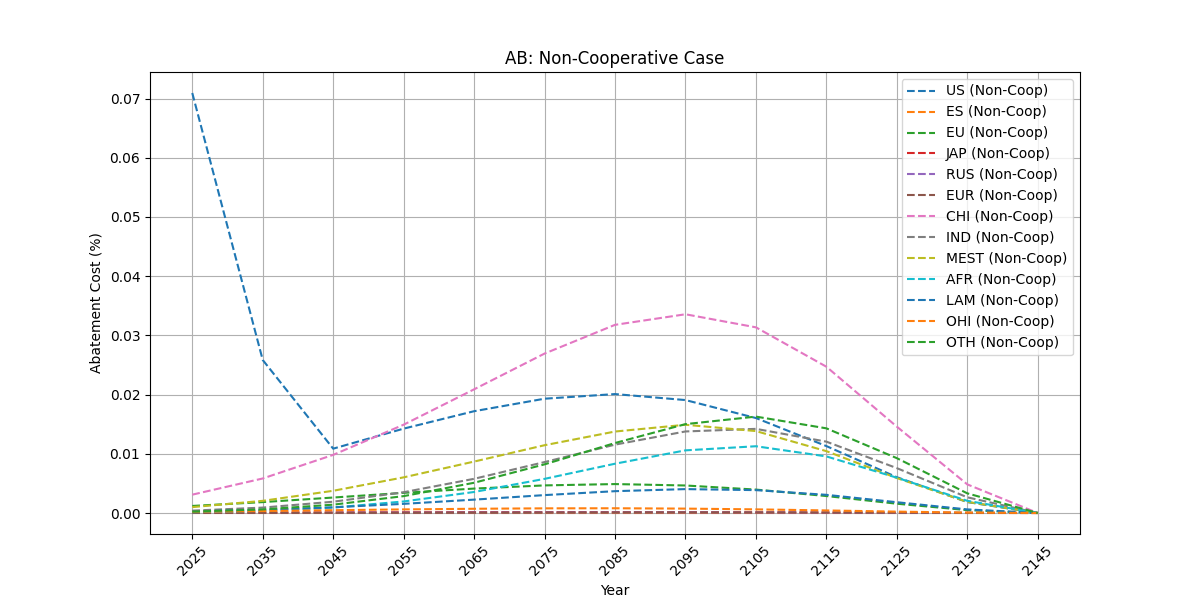 AB: Non-Cooperative Case
Abatement Cost (%)
0.07
0.06
0.05
0.04
0.03
0.02
0.01
0.00
US (Non-Coop)
ES (Non-Coop)
EU (Non-Coop)
JAP (Non-Coop)
RUS (Non-Coop)
EUR (Non-Coop)
CHI (Non-Coop)
IND (Non-Coop)
MEST (Non-Coop)
AFR (Non-Coop)
LAM (Non-Coop)
OHI (Non-Coop)
OTH (Non-Coop)
2025 2035 2045 2055 2065 2075 2085 2095 2105 2115 2125 2135 2145
Year